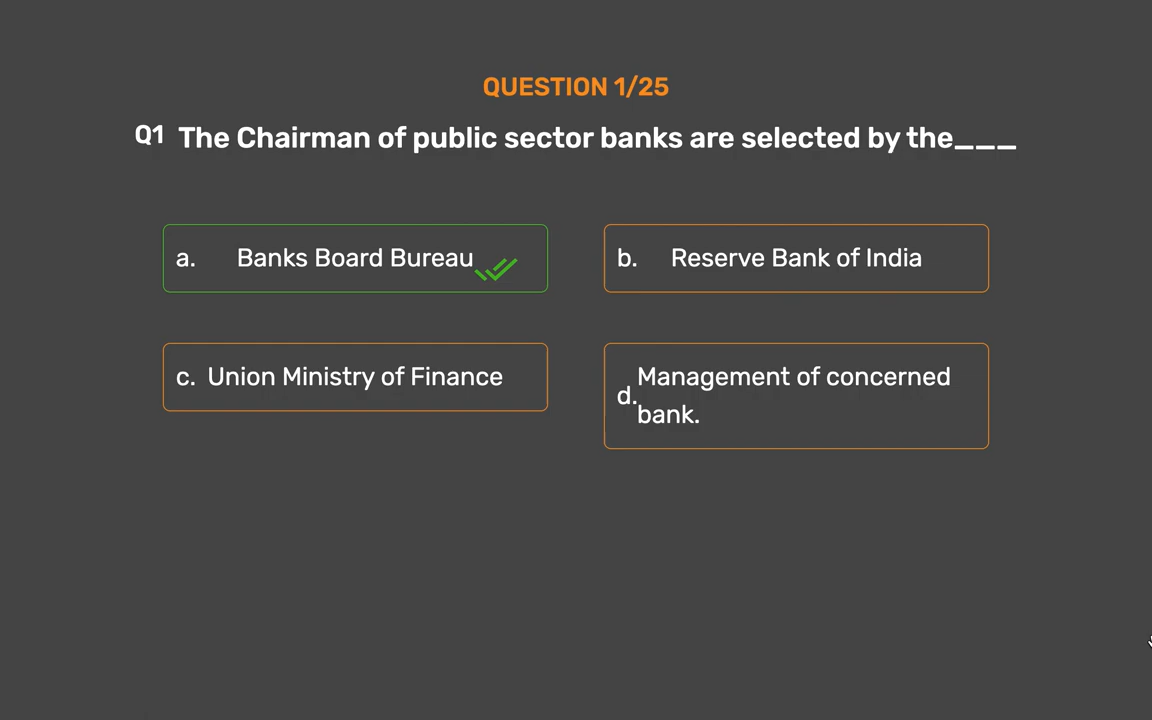 QUESTION 1/25
Q1 The Chairman of public sector banks are selected by the___
a. Banks Board Bureau
b. Reserve Bank of India
c. Union Ministry of Finance
d. Management of concerned
bank.